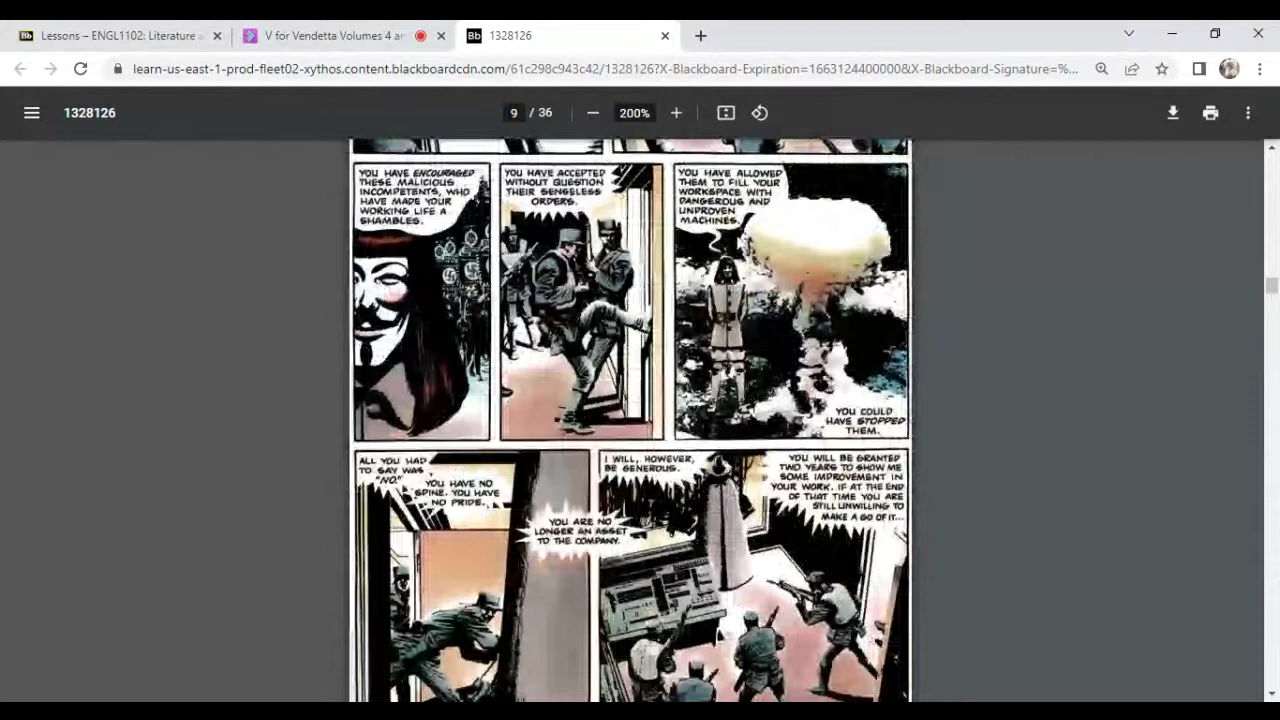 Lessons – ENGL1102: Literature a
V for Vendetta Volumes 4 an
1328126
learn-us-east-1-prod-fleet02-xythos.content.blackboardcdn.com/61c298c943c42/1328126?X-Blackboard-Expiration=1663124400000&X-Blackboard-Signature=%...
1328126
9 / 36
200%
YOU HAVE ENCOURAGED
THESE MALICIOUS
INCOMPETENTS, WHO
HAVE MADE YOUR
WORKING LIFE A
SHAMBLES.
YOU HAVE ACCEPTED
WITHOUT QUESTION
THEIR SENSELESS
ORDERS.
YOU HAVE ALLOWED
THEM TO FILL YOUR
WORKSPACE WITH
DANGEROUS AND
UNPROVEN
MACHINES.
YOU COULD
HAVE STOPPED
THEM.
ALL YOU HAD
TO SAY WAS
"NO."
YOU HAVE NO
SPINE. YOU HAVE
NO PRIDE.
YOU ARE NO
LONGER AN ASSET
TO THE COMPANY.
I WILL, HOWEVER,
BE GENEROUS.
YOU WILL BE GRANTED
TWO YEARS TO SHOW ME
SOME IMPROVEMENT IN
YOUR WORK. IF AT THE END
OF THAT TIME YOU ARE
STILL UNWILLING TO
MAKE A GO OF IT...